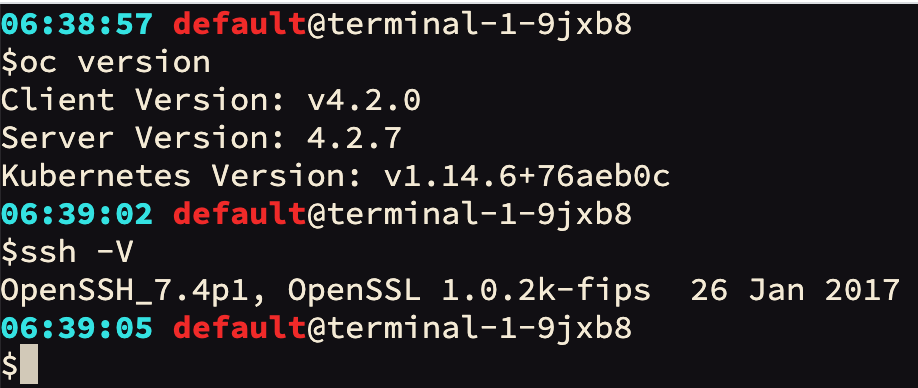 06:38:57 default@terminal-1-9jxb8
$oc version
Client Version: v4.2.0
Server Version: 4.2.7
Kubernetes Version: v1.14.6+76aeb0c
06:39:02 default@terminal-1-9jxb8
$ssh -V
OpenSSH_7.4p1, OpenSSL 1.0.2k-fips  26 Jan 2017
06:39:05 default@terminal-1-9jxb8
$